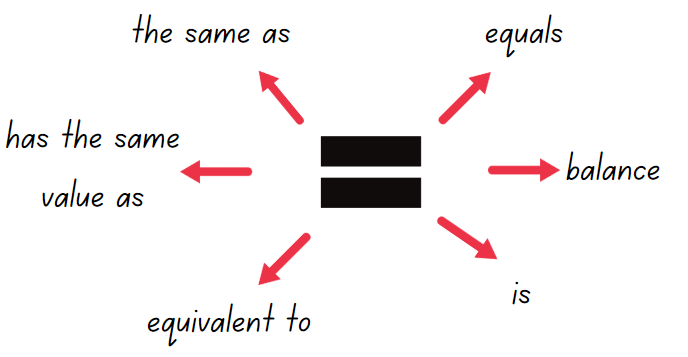 the same as
equals
has the same
value as
balance
equivalent to
is